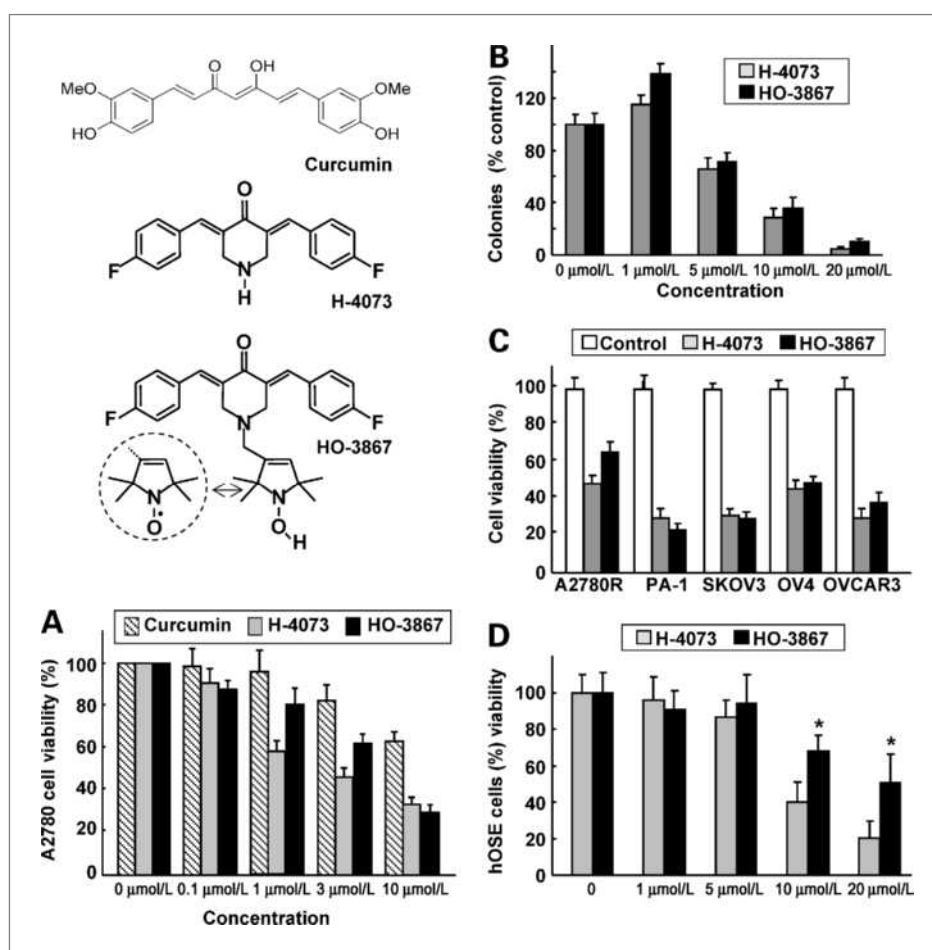 O
OH
MeO
OMe
HO
OH
Curcumin
O
F
F
N
H
H-4073
O
F
F
N
HO-3867
N
O•
N
O
H
A
Curcumin H-4073 HO-3867
A2780 cell viability (%)
100
80
60
40
20
0
0 μmol/L 0.1 μmol/L 1 μmol/L 3 μmol/L 10 μmol/L
Concentration
B
H-4073
HO-3867
Colonies (% control)
160
120
80
40
0
0 μmol/L 1 μmol/L 5 μmol/L 10 μmol/L 20 μmol/L
Concentration
C
Control H-4073 HO-3867
Cell viability (%)
100
80
60
40
20
0
A2780R PA-1 SKOV3 OV4 OVCAR3
D
H-4073 HO-3867
hOSE cells (%) viability
100
80
60
40
20
0
* *
0 1 μmol/L 5 μmol/L 10 μmol/L 20 μmol/L